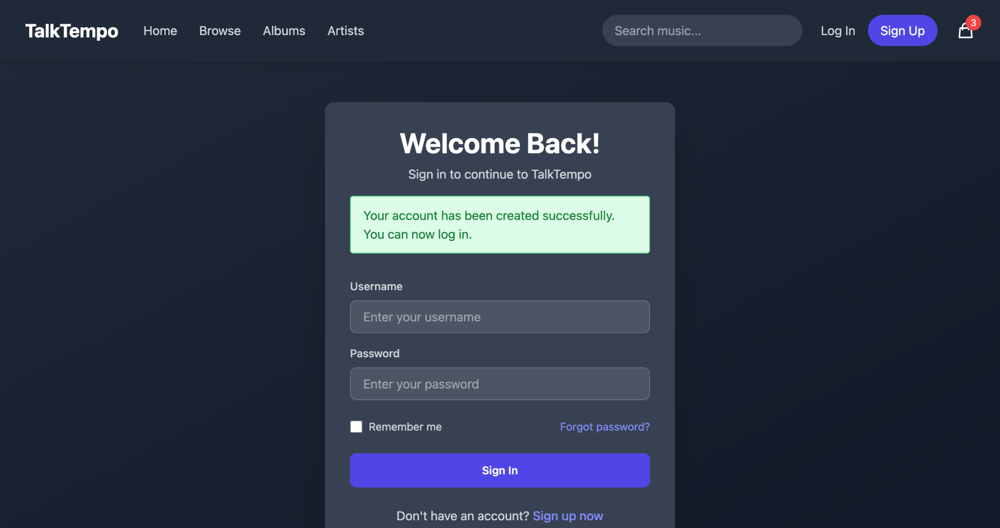 TalkTempo
Home
Browse
Albums
Artists
Search music...
Log In
Sign Up
3
Welcome Back!
Sign in to continue to TalkTempo
Your account has been created successfully.
You can now log in.
Username
Enter your username
Password
Enter your password
Remember me
Forgot password?
Sign In
Don't have an account? Sign up now